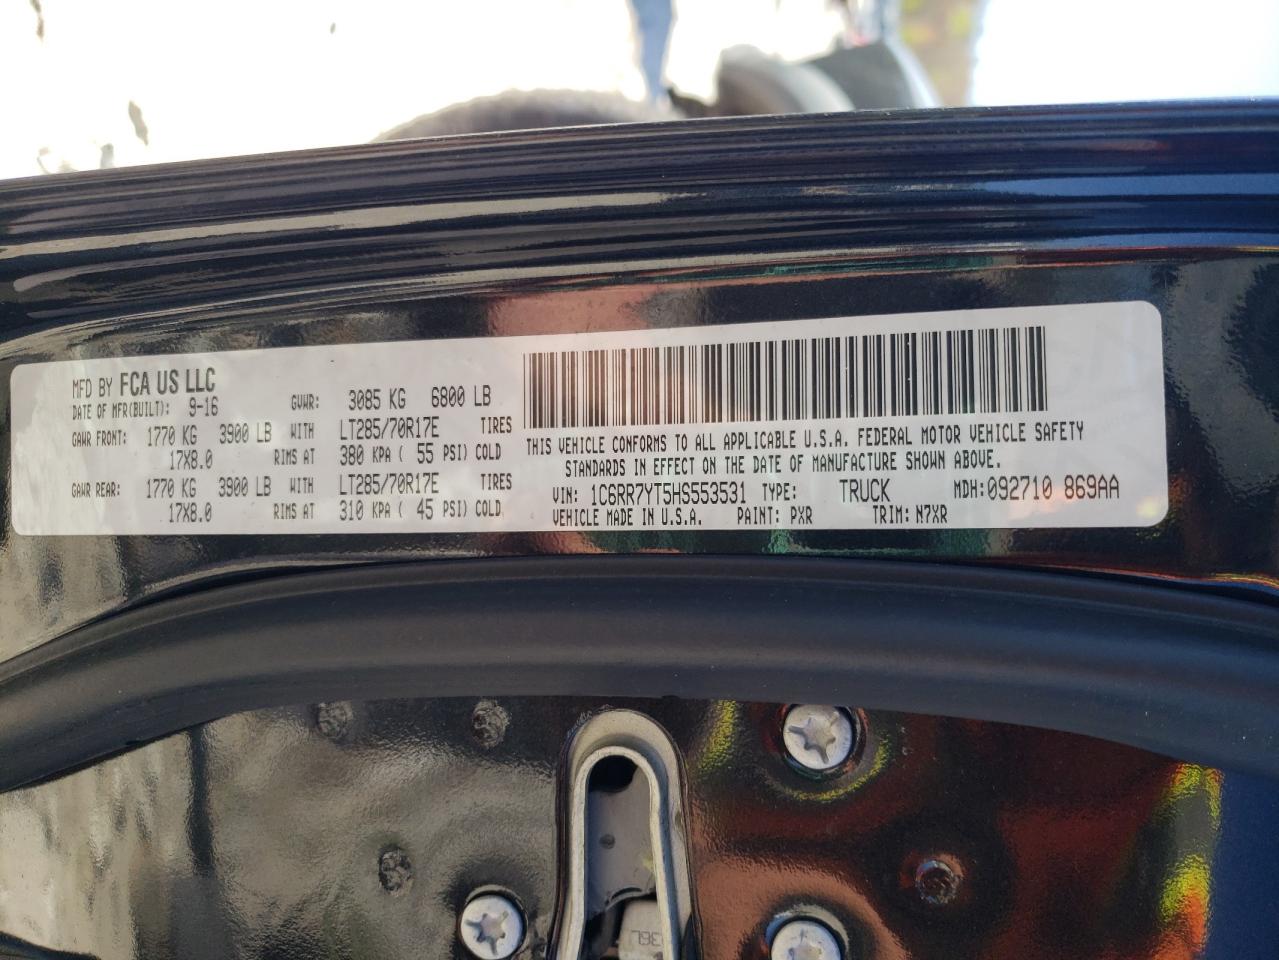 MFD BY FCA US LLC
DATE OF MFR(BUILT): 9-16 GVWR: 3085 KG 6800 LB
GAWR FRONT: 1770 KG 3900 LB WITH LT285/70R17E TIRES
17X8.0 RIMS AT 380 KPA ( 55 PSI) COLD
GAWR REAR: 1770 KG 3900 LB WITH LT285/70R17E TIRES
17X8.0 RIMS AT 310 KPA ( 45 PSI) COLD
THIS VEHICLE CONFORMS TO ALL APPLICABLE U.S.A. FEDERAL MOTOR VEHICLE SAFETY
STANDARDS IN EFFECT ON THE DATE OF MANUFACTURE SHOWN ABOVE.
VIN: 1C6RR7YT5HS553531 TYPE: TRUCK MDH:092710 869AA
VEHICLE MADE IN U.S.A. PAINT: PXR TRIM: N7XR